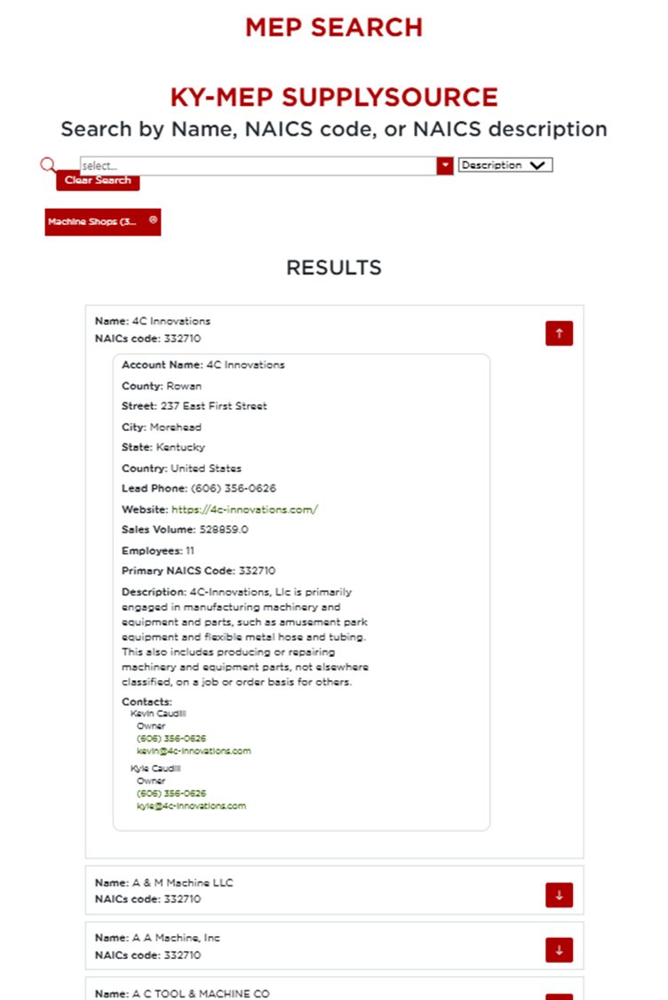 MEP SEARCH
KY-MEP SUPPLYSOURCE
Search by Name, NAICS code, or NAICS description
select...
Description
Clear Search
Machine Shops (3...
RESULTS
Name: 4C Innovations
NAICs code: 332710
Account Name: 4C Innovations
County: Rowan
Street: 237 East First Street
City: Morehead
State: Kentucky
Country: United States
Lead Phone: (606) 356-0626
Website: https://4c-innovations.com/
Sales Volume: 528859.0
Employees: 11
Primary NAICS Code: 332710
Description: 4C-Innovations, Llc is primarily
engaged in manufacturing machinery and
equipment and parts, such as amusement park
equipment and flexible metal hose and tubing.
This also includes producing or repairing
machinery and equipment parts, not elsewhere
classified, on a job or order basis for others.
Contacts:
Kevin Caudill
Owner
(606) 356-0626
kevin@4c-innovations.com
Kyle Caudill
Owner
(606) 356-0626
kyle@4c-innovations.com
Name: A & M Machine LLC
NAICs code: 332710
Name: A A Machine, Inc
NAICs code: 332710
Name: A C TOOL & MACHINE CO